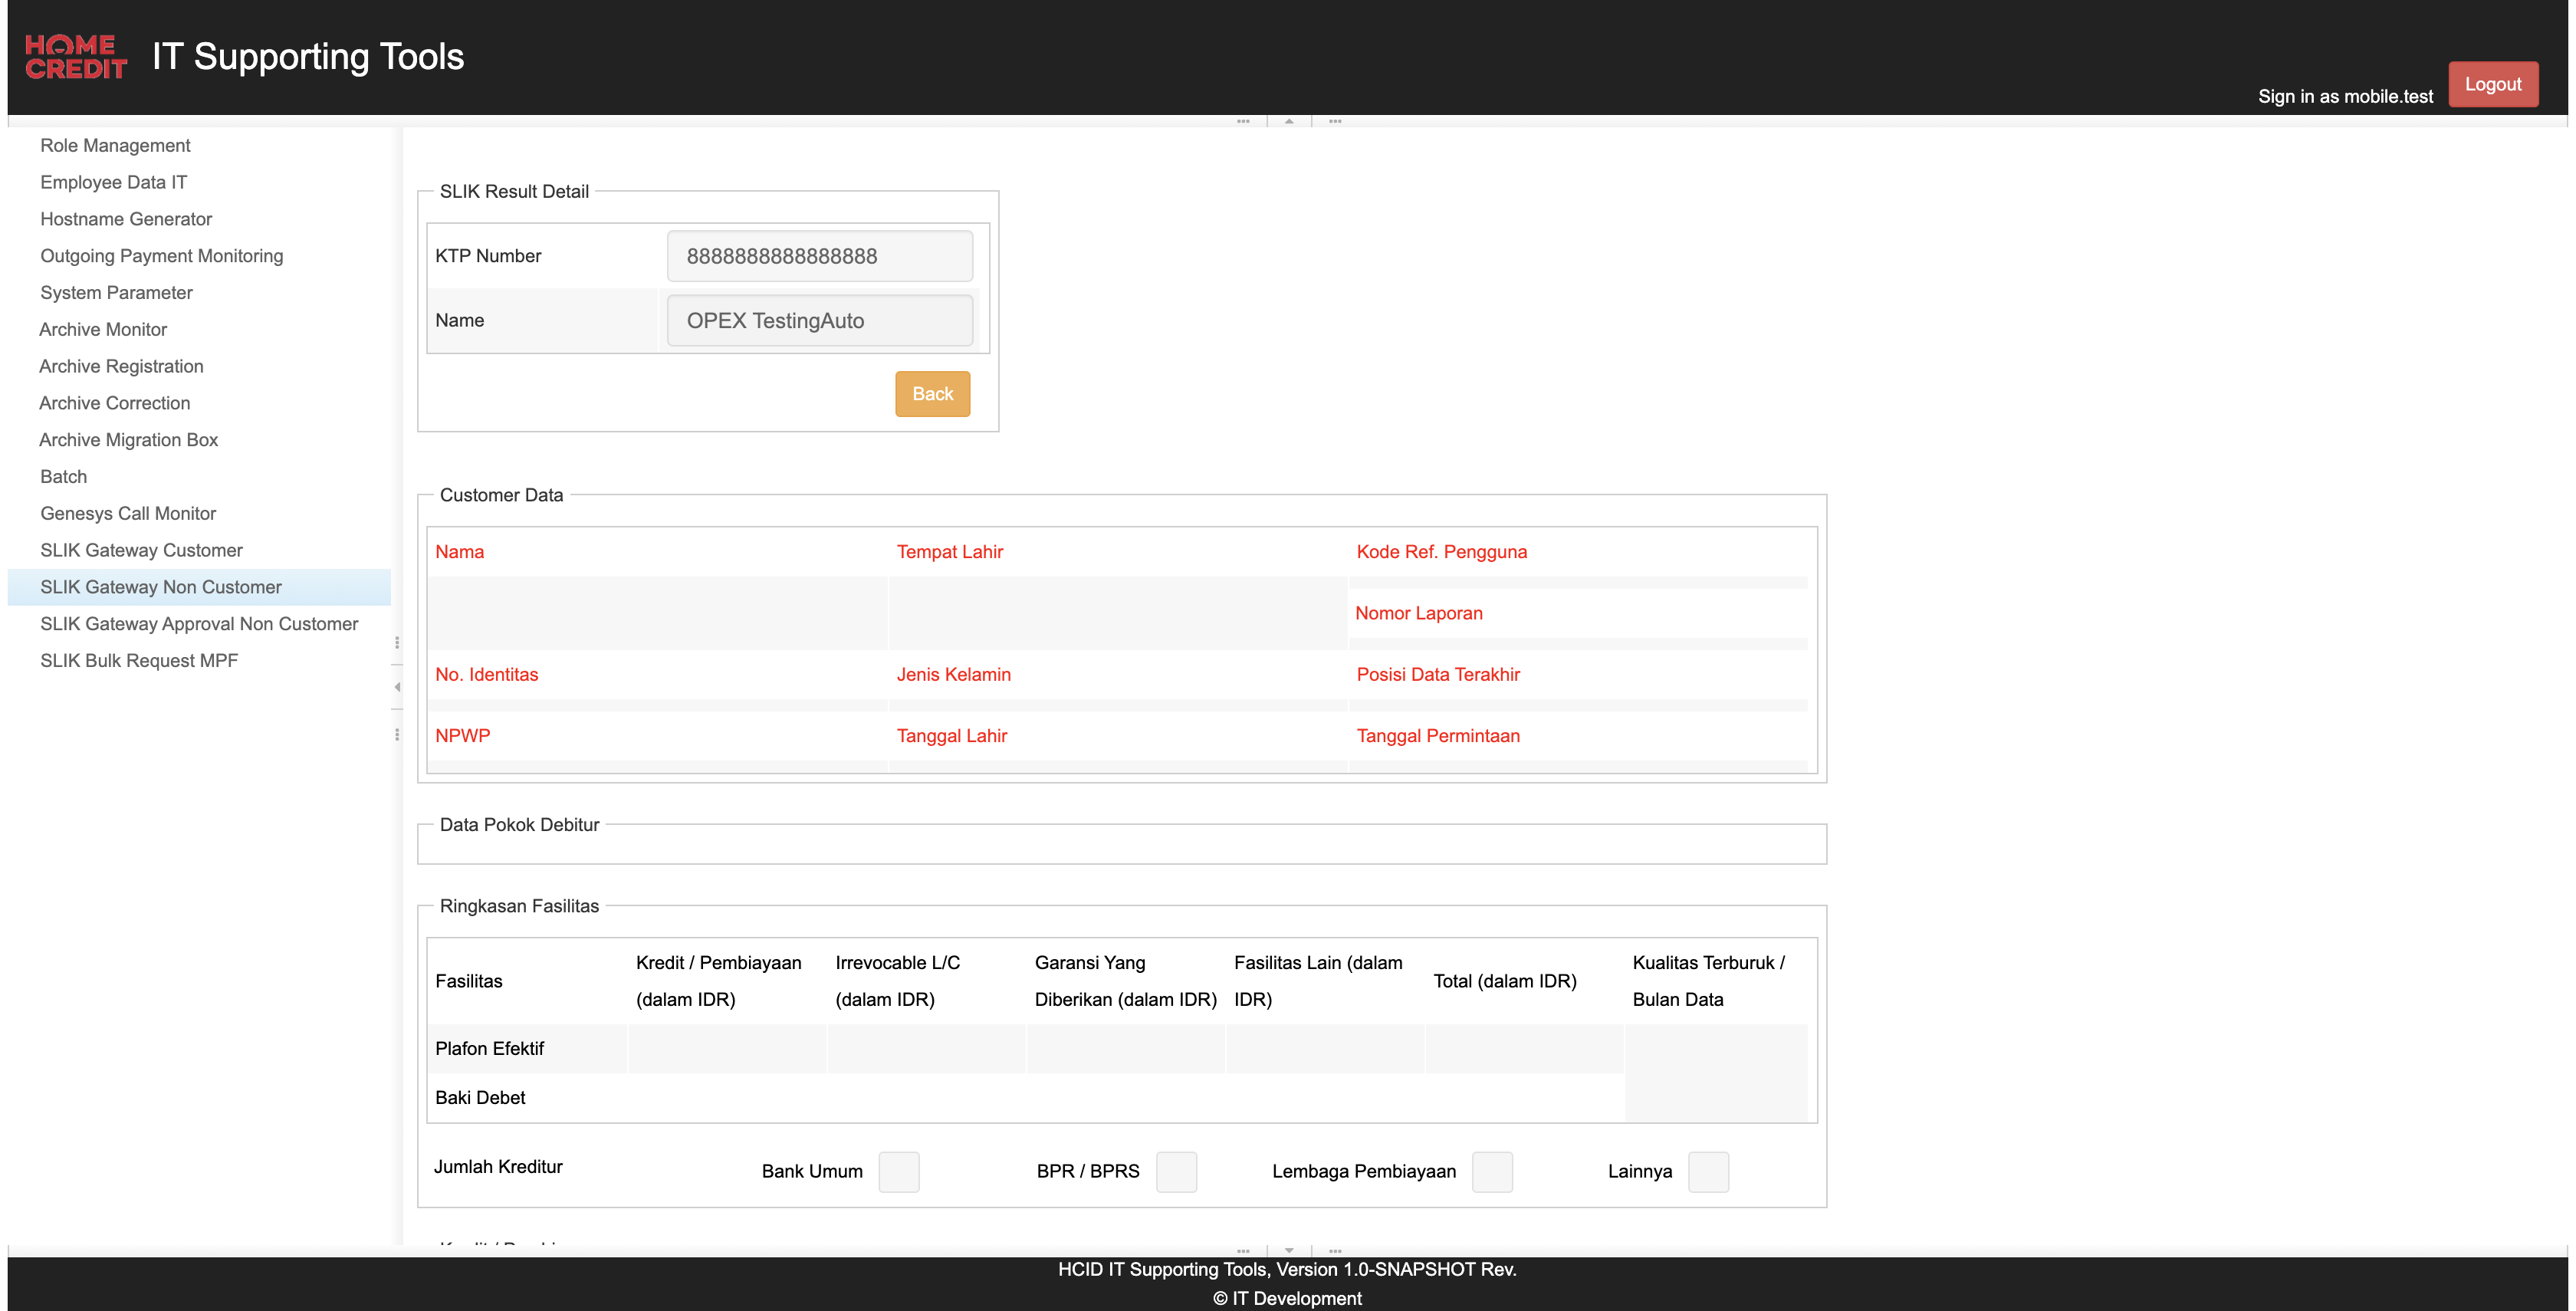 HOME
CREDIT
IT Supporting Tools
Sign in as mobile.test
Logout
Role Management
Employee Data IT
Hostname Generator
Outgoing Payment Monitoring
System Parameter
Archive Monitor
Archive Registration
Archive Correction
Archive Migration Box
Batch
Genesys Call Monitor
SLIK Gateway Customer
SLIK Gateway Non Customer
SLIK Gateway Approval Non Customer
SLIK Bulk Request MPF
SLIK Result Detail
KTP Number 8888888888888888
Name OPEX TestingAuto
Back
Customer Data
Nama Tempat Lahir Kode Ref. Pengguna
Nomor Laporan
No. Identitas Jenis Kelamin Posisi Data Terakhir
NPWP Tanggal Lahir Tanggal Permintaan
Data Pokok Debitur
Ringkasan Fasilitas
Fasilitas
Kredit / Pembiayaan
(dalam IDR)
Irrevocable L/C
(dalam IDR)
Garansi Yang
Diberikan (dalam IDR)
Fasilitas Lain (dalam
IDR)
Total (dalam IDR)
Kualitas Terburuk /
Bulan Data
Plafon Efektif
Baki Debet
Jumlah Kreditur Bank Umum BPR / BPRS Lembaga Pembiayaan Lainnya
HCID IT Supporting Tools, Version 1.0-SNAPSHOT Rev.
© IT Development